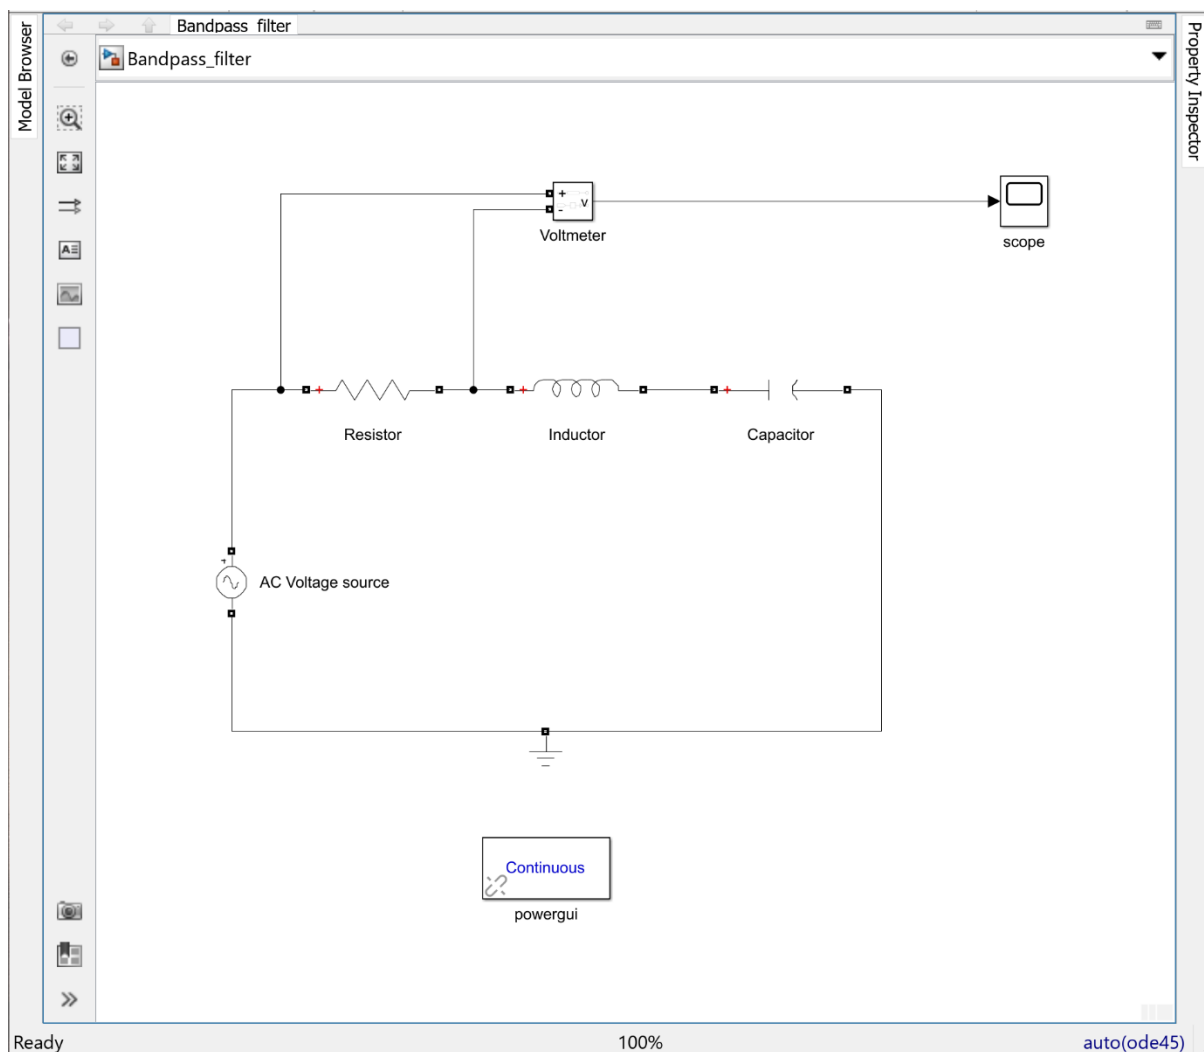 Model Browser
Bandpass_filter
Bandpass_filter
Property Inspector
+
-
v
Voltmeter
scope
+
+
+
Resistor
Inductor
Capacitor
+
AC Voltage source
Continuous
powergui
Ready
100%
auto(ode45)